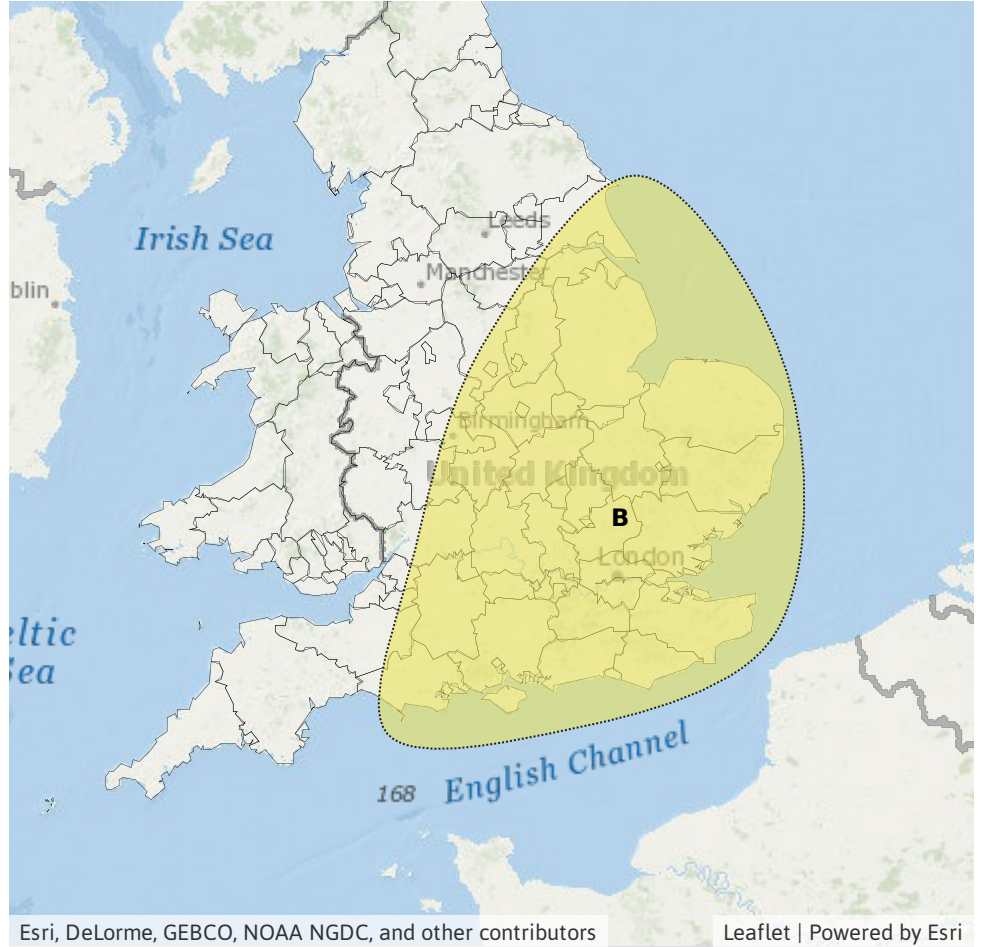 Leeds
Irish Sea
Manchester
blin
Birmingham
United Kingdom
B
London
eltic
Sea
English Channel
168
Esri, DeLorme, GEBCO, NOAA NGDC, and other contributors
Leaflet | Powered by Esri